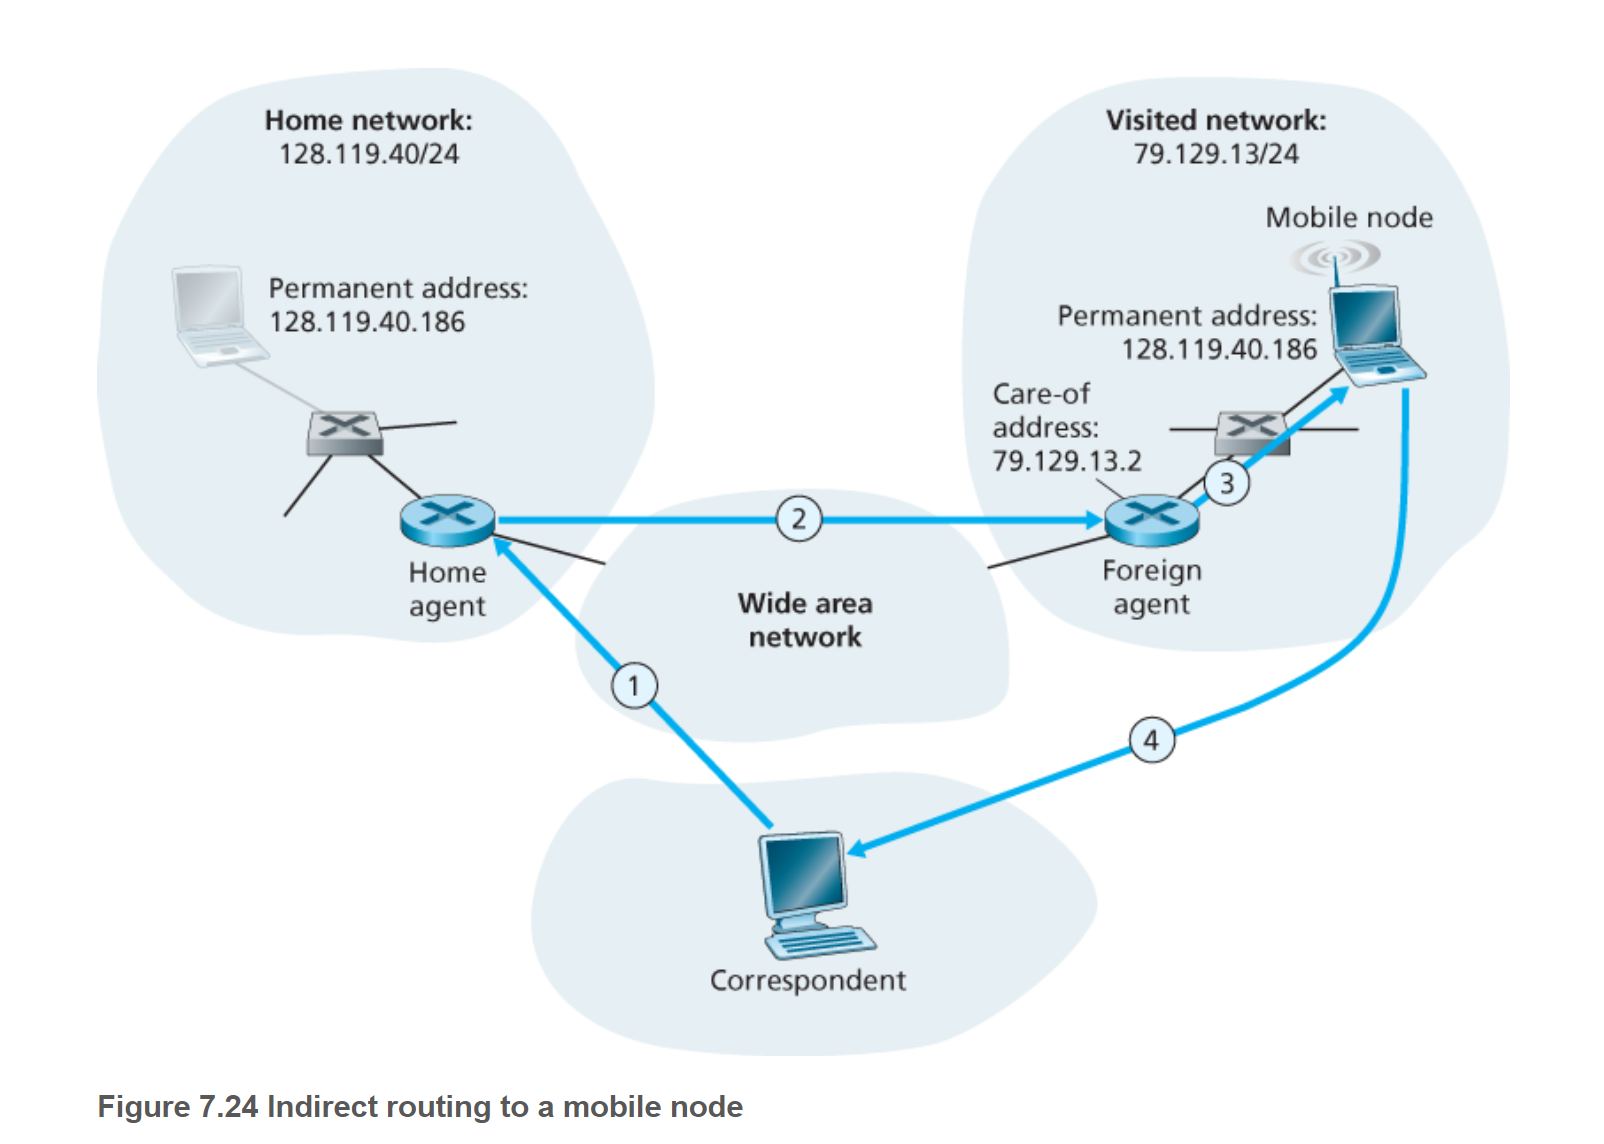 Home network:
128.119.40/24
Visited network:
79.129.13/24
Mobile node
Permanent address:
128.119.40.186
Permanent address:
128.119.40.186
Care-of
address:
79.129.13.2
3
2
Home
agent
Foreign
agent
Wide area
network
1
4
Correspondent
Figure 7.24 Indirect routing to a mobile node